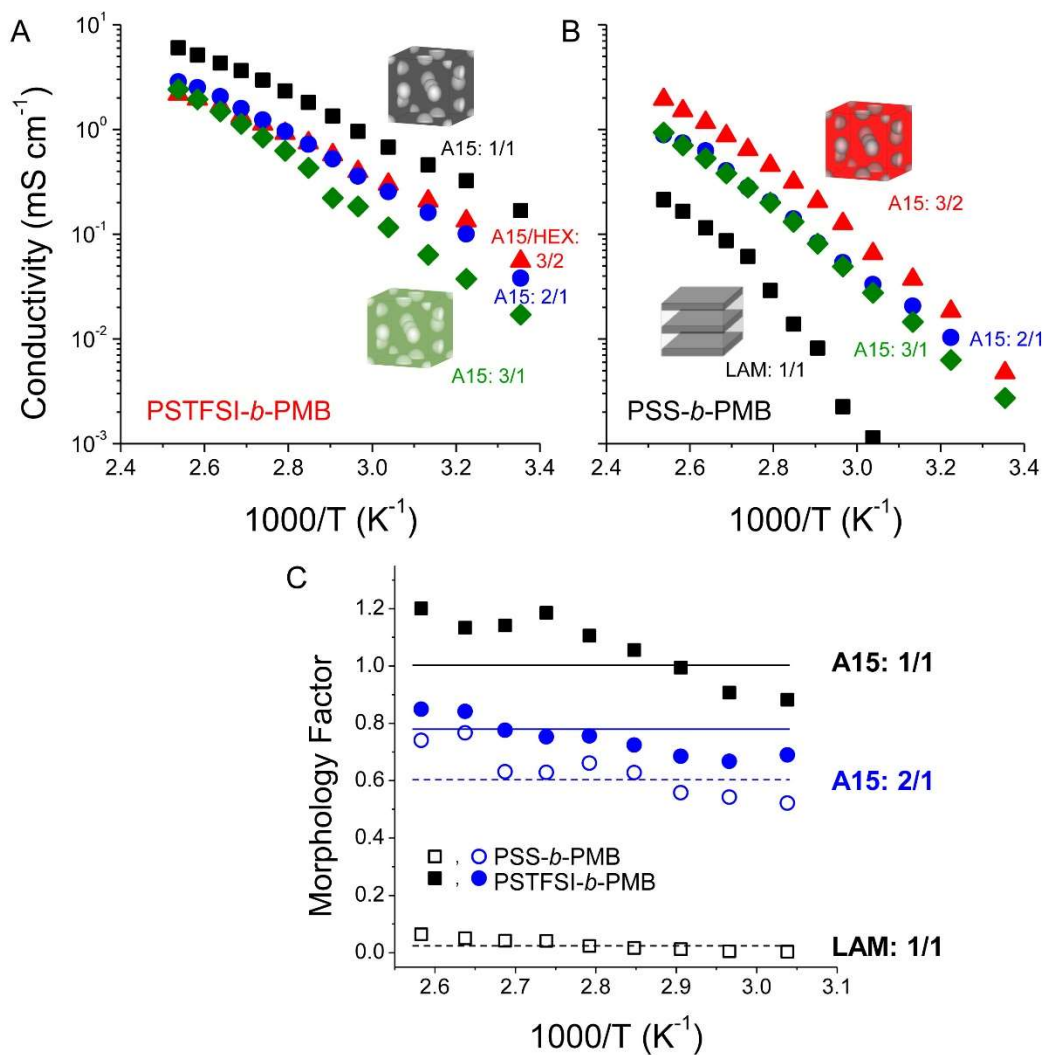 A
Conductivity (mS cm-1)
10^1
10^0
10^-1
10^-2
10^-3
A15: 1/1
A15/HEX:
3/2
A15: 2/1
A15: 3/1
PSTFSI-b-PMB
2.4 2.6 2.8 3.0 3.2 3.4
1000/T (K-1)
B
A15: 3/2
A15: 2/1
A15: 3/1
LAM: 1/1
PSS-b-PMB
2.4 2.6 2.8 3.0 3.2 3.4
1000/T (K-1)
C
Morphology Factor
1.2
1.0
0.8
0.6
0.4
0.2
0.0
A15: 1/1
A15: 2/1
, PSS-b-PMB
, PSTFSI-b-PMB
LAM: 1/1
2.6 2.7 2.8 2.9 3.0 3.1
1000/T (K-1)